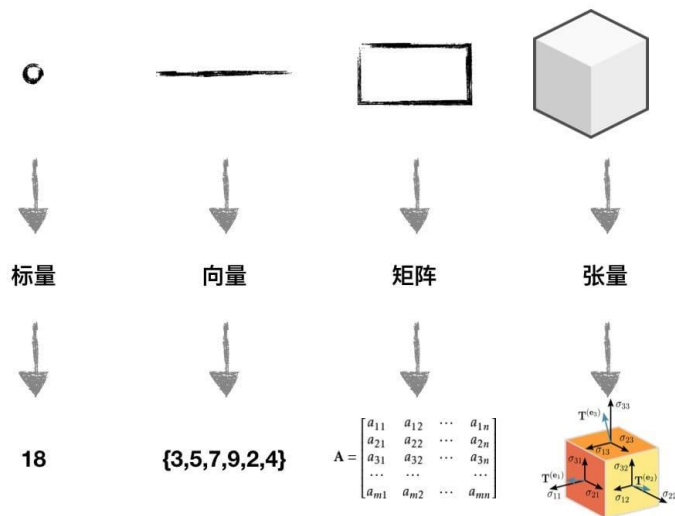 标量 向量 矩阵 张量
18
{3,5,7,9,2,4}
A =
a11 a12 ⋯ a1n
a21 a22 ⋯ a2n
a31 a32 ⋯ a3n
⋯ ⋯ ⋯
am1 am2 ⋯ amn
σ33
T(e3)
σ23
σ13
σ31
σ32
T(e1)
T(e2)
σ11
σ21
σ12
σ22